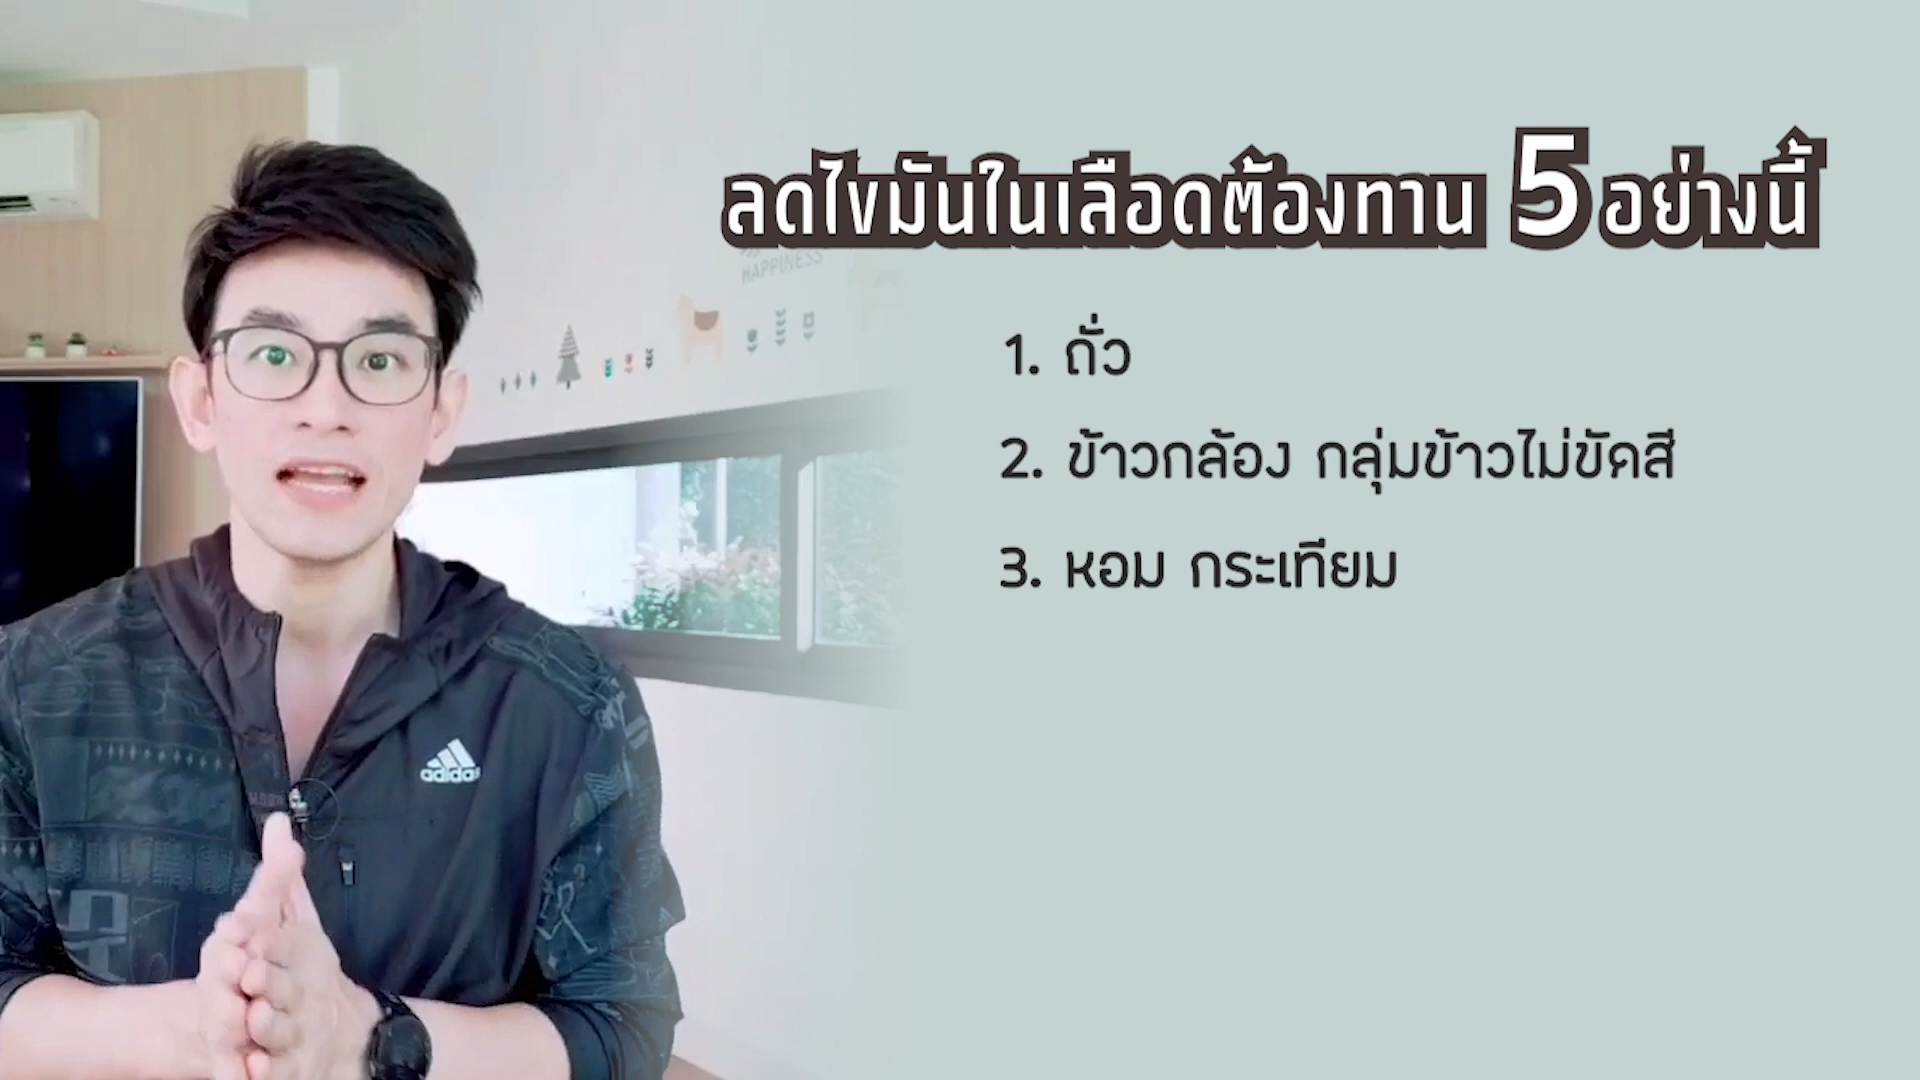 ลดไขมันในเลือดต้องทาน 5 อย่างนี้
HAPPINESS
1. ถั่ว
2. ข้าวกล้อง กลุ่มข้าวไม่ขัดสี
3. หอม กระเทียม
adidas